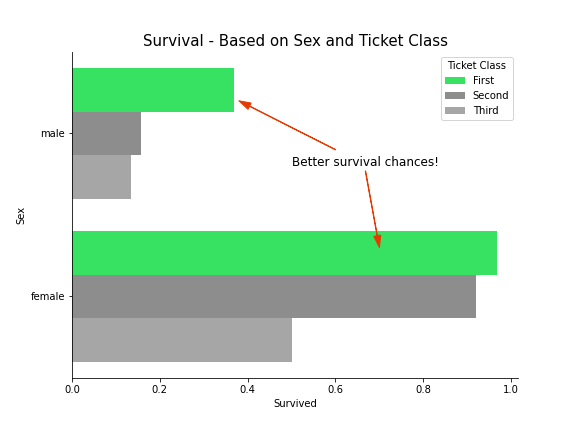 Survival - Based on Sex and Ticket Class
Ticket Class
First
Second
Third
male
Better survival chances!
Sex
female
0.0 0.2 0.4 0.6 0.8 1.0
Survived